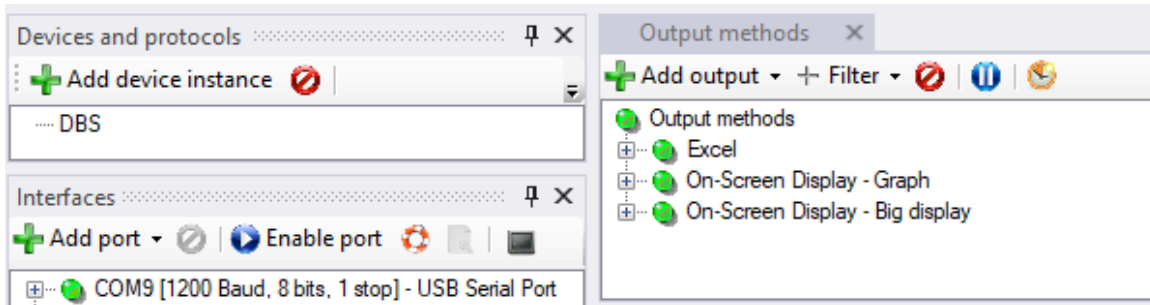 Devices and protocols
Add device instance
DBS
Interfaces
Add port Enable port
COM9 [1200 Baud, 8 bits, 1 stop] - USB Serial Port
Output methods
Add output Filter
Output methods
Excel
On-Screen Display - Graph
On-Screen Display - Big display